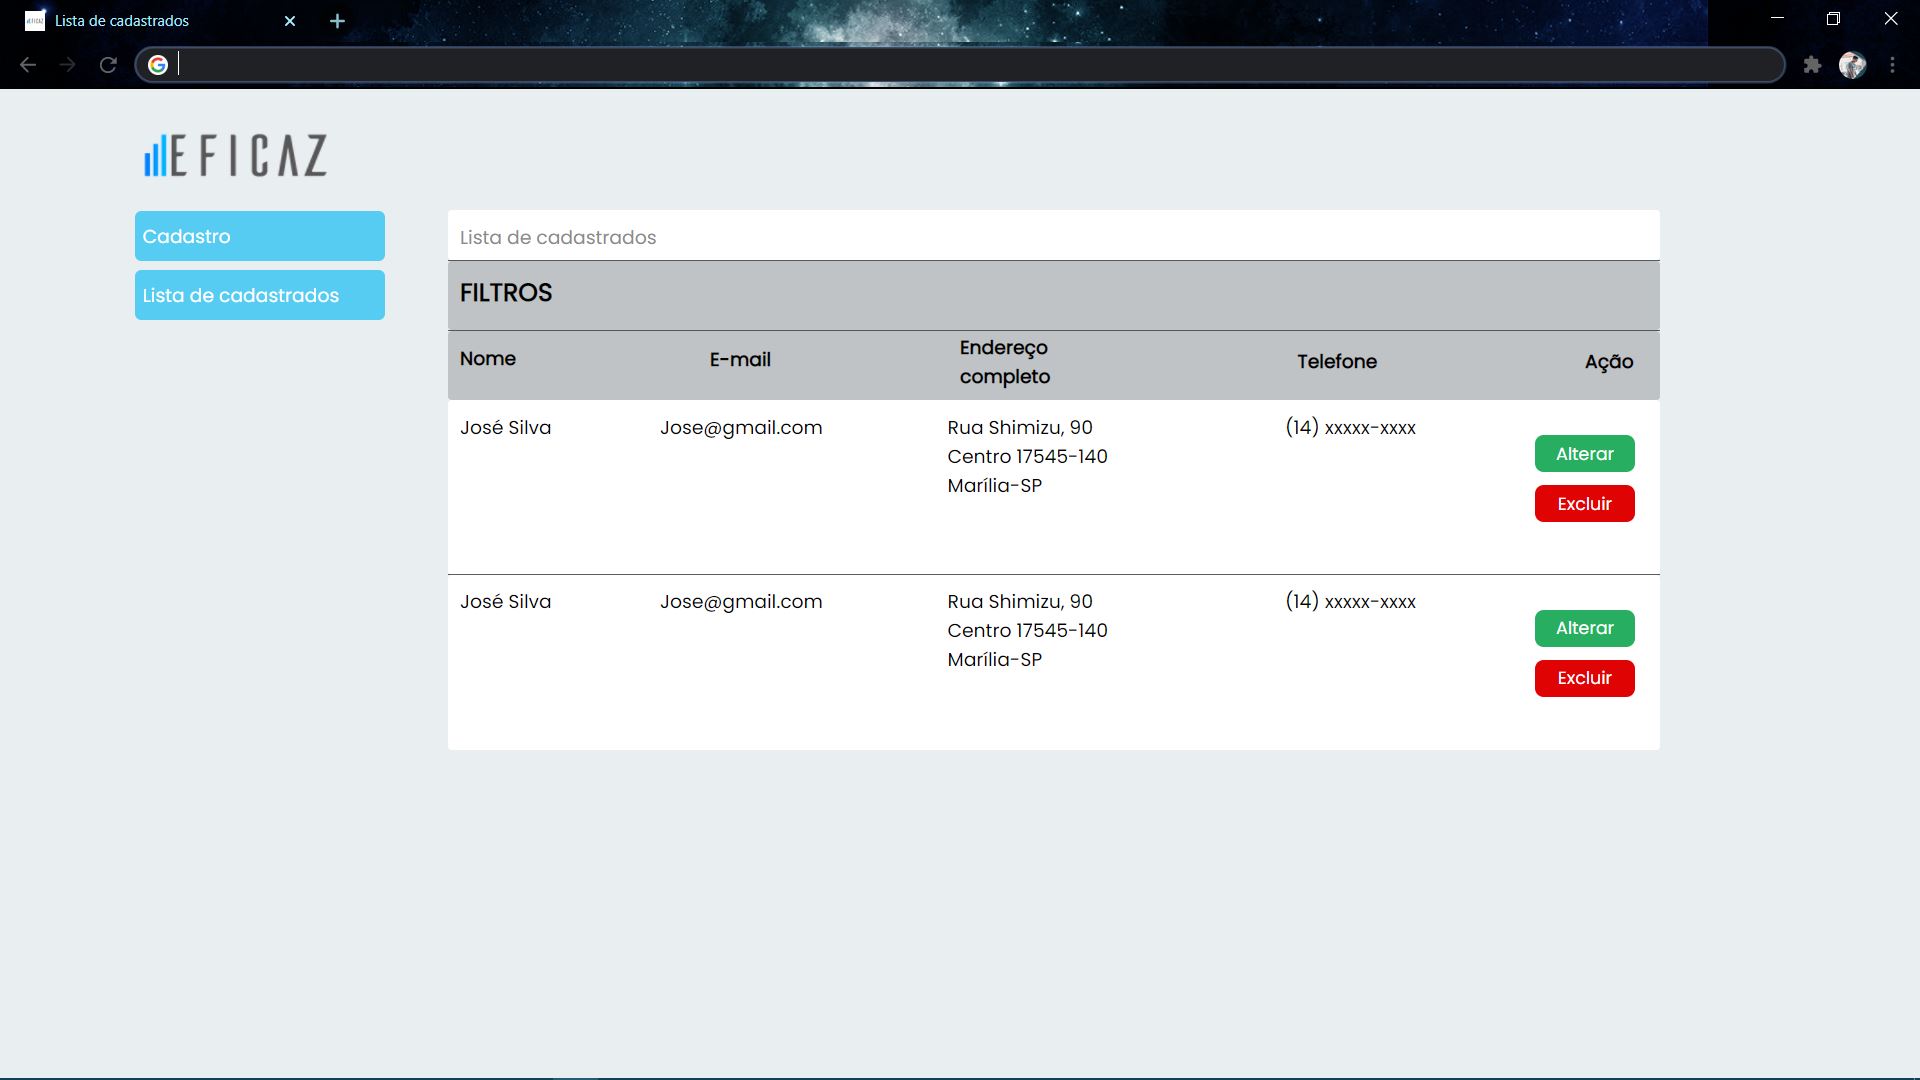 Lista de cadastrados
EFICAZ
Cadastro
Lista de cadastrados
Lista de cadastrados
FILTROS
Nome E-mail Endereço completo Telefone Ação
José Silva Jose@gmail.com Rua Shimizu, 90 (14) xxxxx-xxxx
Centro 17545-140
Marília-SP
Alterar
Excluir
José Silva Jose@gmail.com Rua Shimizu, 90 (14) xxxxx-xxxx
Centro 17545-140
Marília-SP
Alterar
Excluir